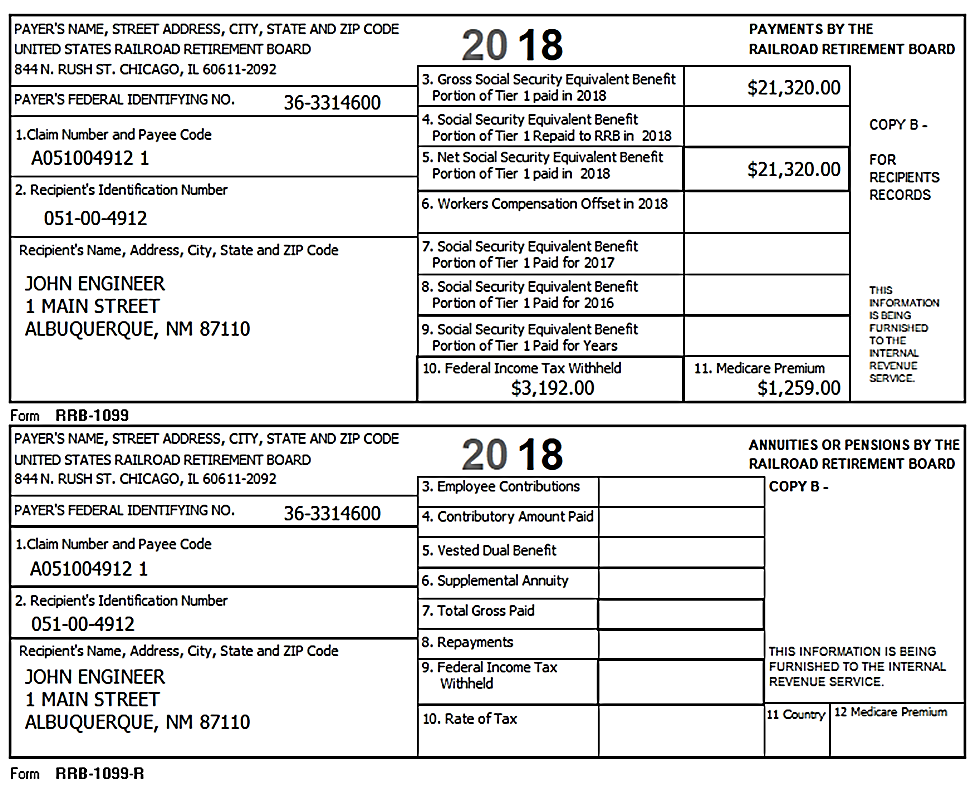 PAYER'S NAME, STREET ADDRESS, CITY, STATE AND ZIP CODE
UNITED STATES RAILROAD RETIREMENT BOARD
844 N. RUSH ST. CHICAGO, IL 60611-2092
2018
PAYMENTS BY THE
RAILROAD RETIREMENT BOARD
PAYER'S FEDERAL IDENTIFYING NO. 36-3314600
1.Claim Number and Payee Code
A051004912 1
2. Recipient's Identification Number
051-00-4912
Recipient's Name, Address, City, State and ZIP Code
JOHN ENGINEER
1 MAIN STREET
ALBUQUERQUE, NM 87110
3. Gross Social Security Equivalent Benefit
Portion of Tier 1 paid in 2018
$21,320.00
4. Social Security Equivalent Benefit
Portion of Tier 1 Repaid to RRB in 2018
5. Net Social Security Equivalent Benefit
Portion of Tier 1 paid in 2018
$21,320.00
6. Workers Compensation Offset in 2018
7. Social Security Equivalent Benefit
Portion of Tier 1 Paid for 2017
8. Social Security Equivalent Benefit
Portion of Tier 1 Paid for 2016
9. Social Security Equivalent Benefit
Portion of Tier 1 Paid for Years
10. Federal Income Tax Withheld
$3,192.00
11. Medicare Premium
$1,259.00
COPY B -
FOR
RECIPIENTS
RECORDS
THIS
INFORMATION
IS BEING
FURNISHED
TO THE
INTERNAL
REVENUE
SERVICE.
Form RRB-1099
PAYER'S NAME, STREET ADDRESS, CITY, STATE AND ZIP CODE
UNITED STATES RAILROAD RETIREMENT BOARD
844 N. RUSH ST. CHICAGO, IL 60611-2092
2018
ANNUITIES OR PENSIONS BY THE
RAILROAD RETIREMENT BOARD
PAYER'S FEDERAL IDENTIFYING NO. 36-3314600
1.Claim Number and Payee Code
A051004912 1
2. Recipient's Identification Number
051-00-4912
Recipient's Name, Address, City, State and ZIP Code
JOHN ENGINEER
1 MAIN STREET
ALBUQUERQUE, NM 87110
3. Employee Contributions
4. Contributory Amount Paid
5. Vested Dual Benefit
6. Supplemental Annuity
7. Total Gross Paid
8. Repayments
9. Federal Income Tax
Withheld
10. Rate of Tax
COPY B -
THIS INFORMATION IS BEING
FURNISHED TO THE INTERNAL
REVENUE SERVICE.
11 Country
12 Medicare Premium
Form RRB-1099-R